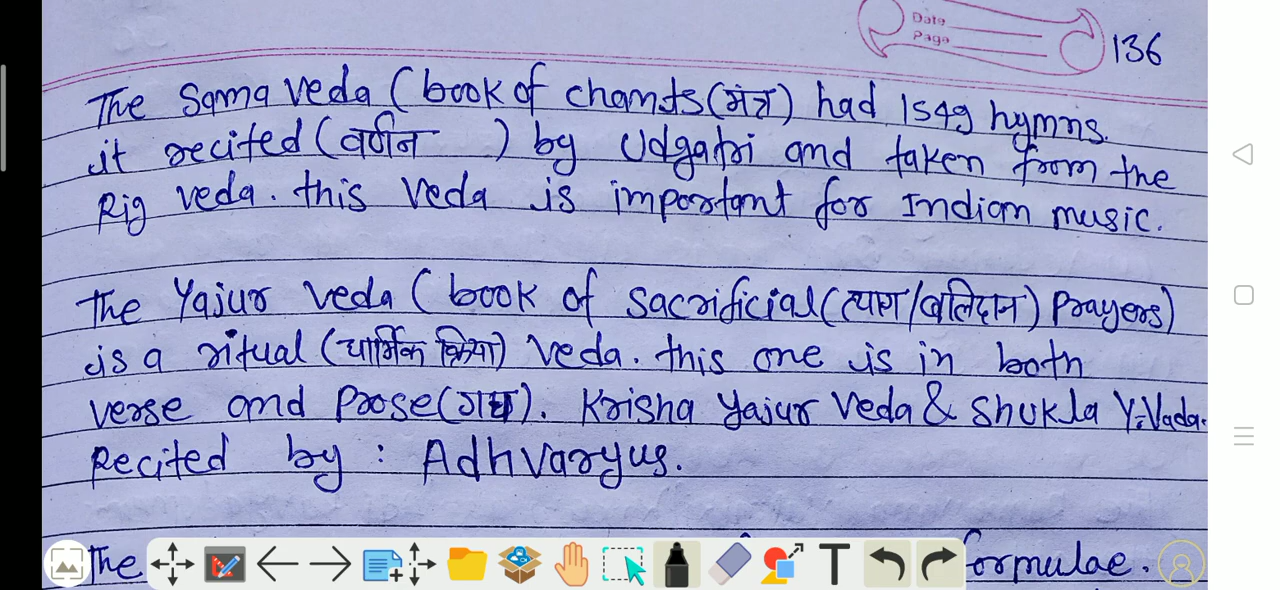 Date
Page
136
The Sama Veda (book of chants(मंत्र) had 1549 hymns.
it recited (वर्णन ) by Udgatri and taken from the
Rig veda. this veda is important for Indian music.
The Yajur Veda (book of sacrificial(त्याग/बलिदान) Prayers)
is a ritual (धार्मिक क्रिया) Veda. this one is in both
verse and Prose(गद्य). Krisha Yajur Veda & Shukla Y.Vada.
Recited by : Adhvaryus.
The formulae.
T